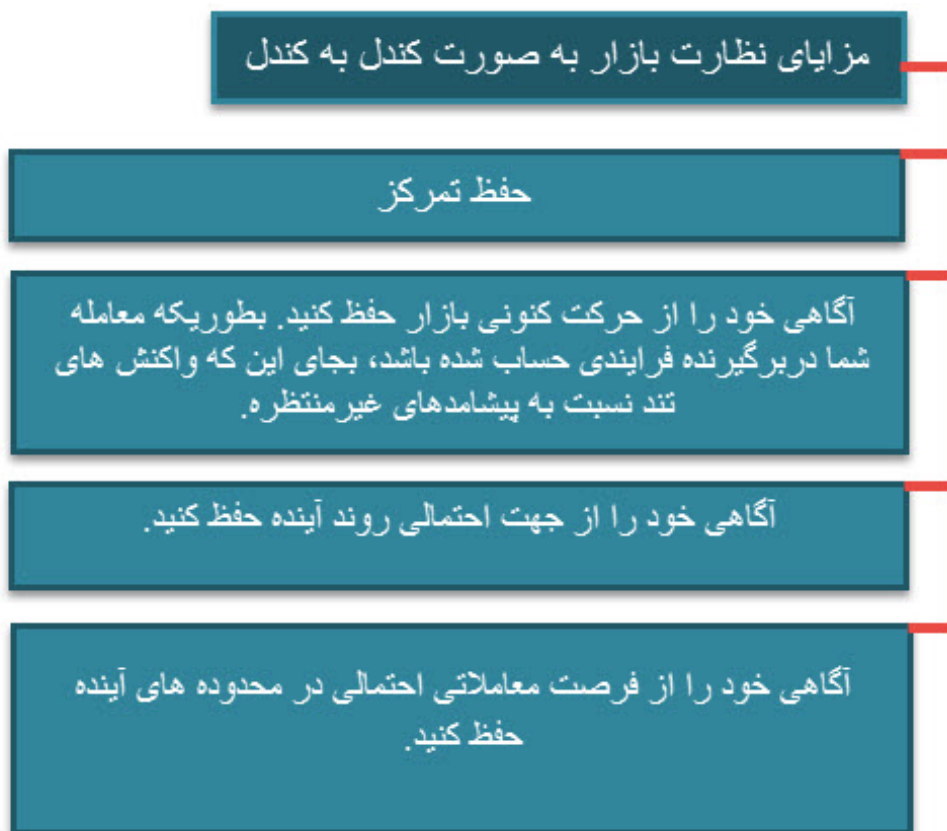 مزایای نظارت بازار به صورت کندل به کندل
حفظ تمرکز
آگاهی خود را از حرکت کنونی بازار حفظ کنید. بطوریکه معامله
شما دربرگیرنده فرایندی حساب شده باشد، بجای این که واکنش های
تند نسبت به پیشامدهای غیرمنتظره.
آگاهی خود را از جهت احتمالی روند آینده حفظ کنید.
آگاهی خود را از فرصت معاملاتی احتمالی در محدوده های آینده
حفظ کنید.